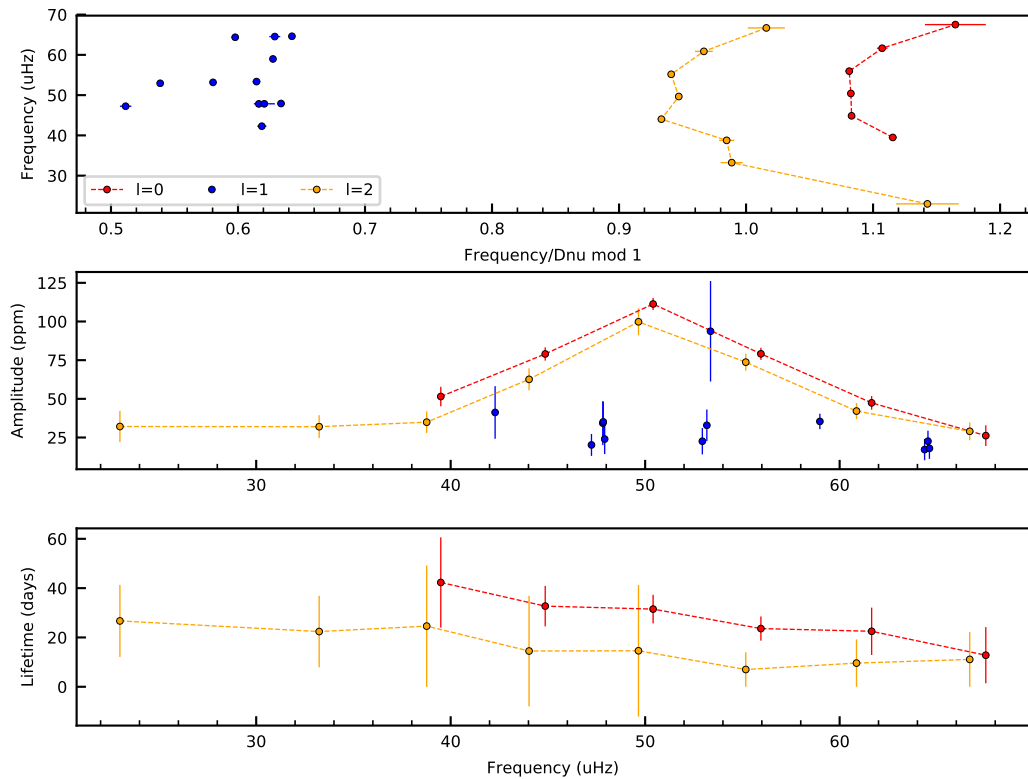 70
60
50
40
30
Frequency (uHz)
l=0 l=1 l=2
0.5 0.6 0.7 0.8 0.9 1.0 1.1 1.2
Frequency/Dnu mod 1
125
100
75
50
25
Amplitude (ppm)
30 40 50 60
60
40
20
0
Lifetime (days)
30 40 50 60
Frequency (uHz)